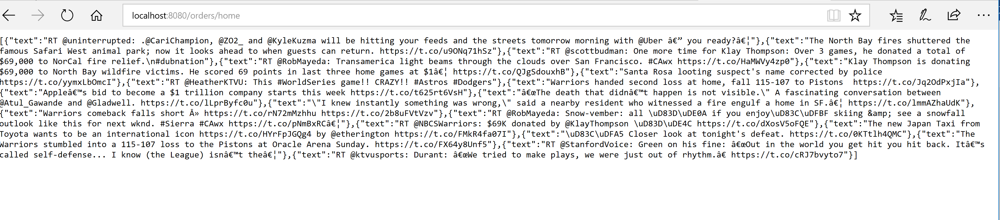 localhost:8080/orders/home
[{"text":"RT @uninterrupted: .@CariChampion, @ZO2_ and @KyleKuzma will be hitting your feeds and the streets tomorrow morning with @Uber â€” you ready?â€¦"},{"text":"The North Bay fires shuttered the
famous Safari West animal park; now it looks ahead to when guests can return. https://t.co/u9ONq71hSz"},{"text":"RT @scottbudman: One more time for Klay Thompson: Over 3 games, he donated a total of
$69,000 to NorCal fire relief.\n#dubnation"},{"text":"RT @RobMayeda: Transamerica light beams through the clouds over San Francisco. #CAwx https://t.co/HaMWVy4zp0"},{"text":"Klay Thompson is donating
$69,000 to North Bay wildfire victims. He scored 69 points in last three home games at $1â€¦ https://t.co/QJgSdouxhB"},{"text":"Santa Rosa looting suspect's name corrected by police
https://t.co/yymxLbOmcI"},{"text":"RT @HeatherKTVU: This #WorldSeries game!! CRAZY!! #Astros #Dodgers"},{"text":"Warriors handed second loss at home, fall 115-107 to Pistons  https://t.co/Jq2OdPxjIa"},
{"text":"Appleâ€™s bid to become a $1 trillion company starts this week https://t.co/t625rt6VsH"},{"text":"â€œThe death that didnâ€™t happen is not visible.\" A fascinating conversation between
@Atul_Gawande and @Gladwell. https://t.co/lLprByfc0u"},{"text":"\"I knew instantly something was wrong,\" said a nearby resident who witnessed a fire engulf a home in SF.â€¦ https://t.co/lmmAZhaUdK"},
{"text":"Warriors comeback falls short Â» https://t.co/rN72mMzhhu https://t.co/2b8uFVtVzv"},{"text":"RT @RobMayeda: Snow-vember: all \uD83D\uDE0A if you enjoy\uD83C\uDFBF skiing &amp; see a snowfall
outlook like this for next wknd. #Sierra #CAwx https://t.co/pNmBxRCâ€¦"},{"text":"RT @NBCSWarriors: $69K donated by @KlayThompson \uD83D\uDE4C https://t.co/dXosV5oFQE"},{"text":"The new Japan Taxi from
Toyota wants to be an international icon https://t.co/HYrFpJGQg4 by @etherington https://t.co/FMkR4fa07I"},{"text":"\uD83C\uDFA5 Closer look at tonight's defeat. https://t.co/0KTtlh4QMC"},{"text":"The
Warriors stumbled into a 115-107 loss to the Pistons at Oracle Arena Sunday. https://t.co/FX64y8Unf5"},{"text":"RT @StanfordVoice: Green on his fine: â€œOut in the world you get hit you hit back. Itâ€™s
called self-defense... I know (the League) isnâ€™t theâ€¦"},{"text":"RT @ktvusports: Durant: â€œWe tried to make plays, we were just out of rhythm.â€ https://t.co/cRJ7bvyto7"}]